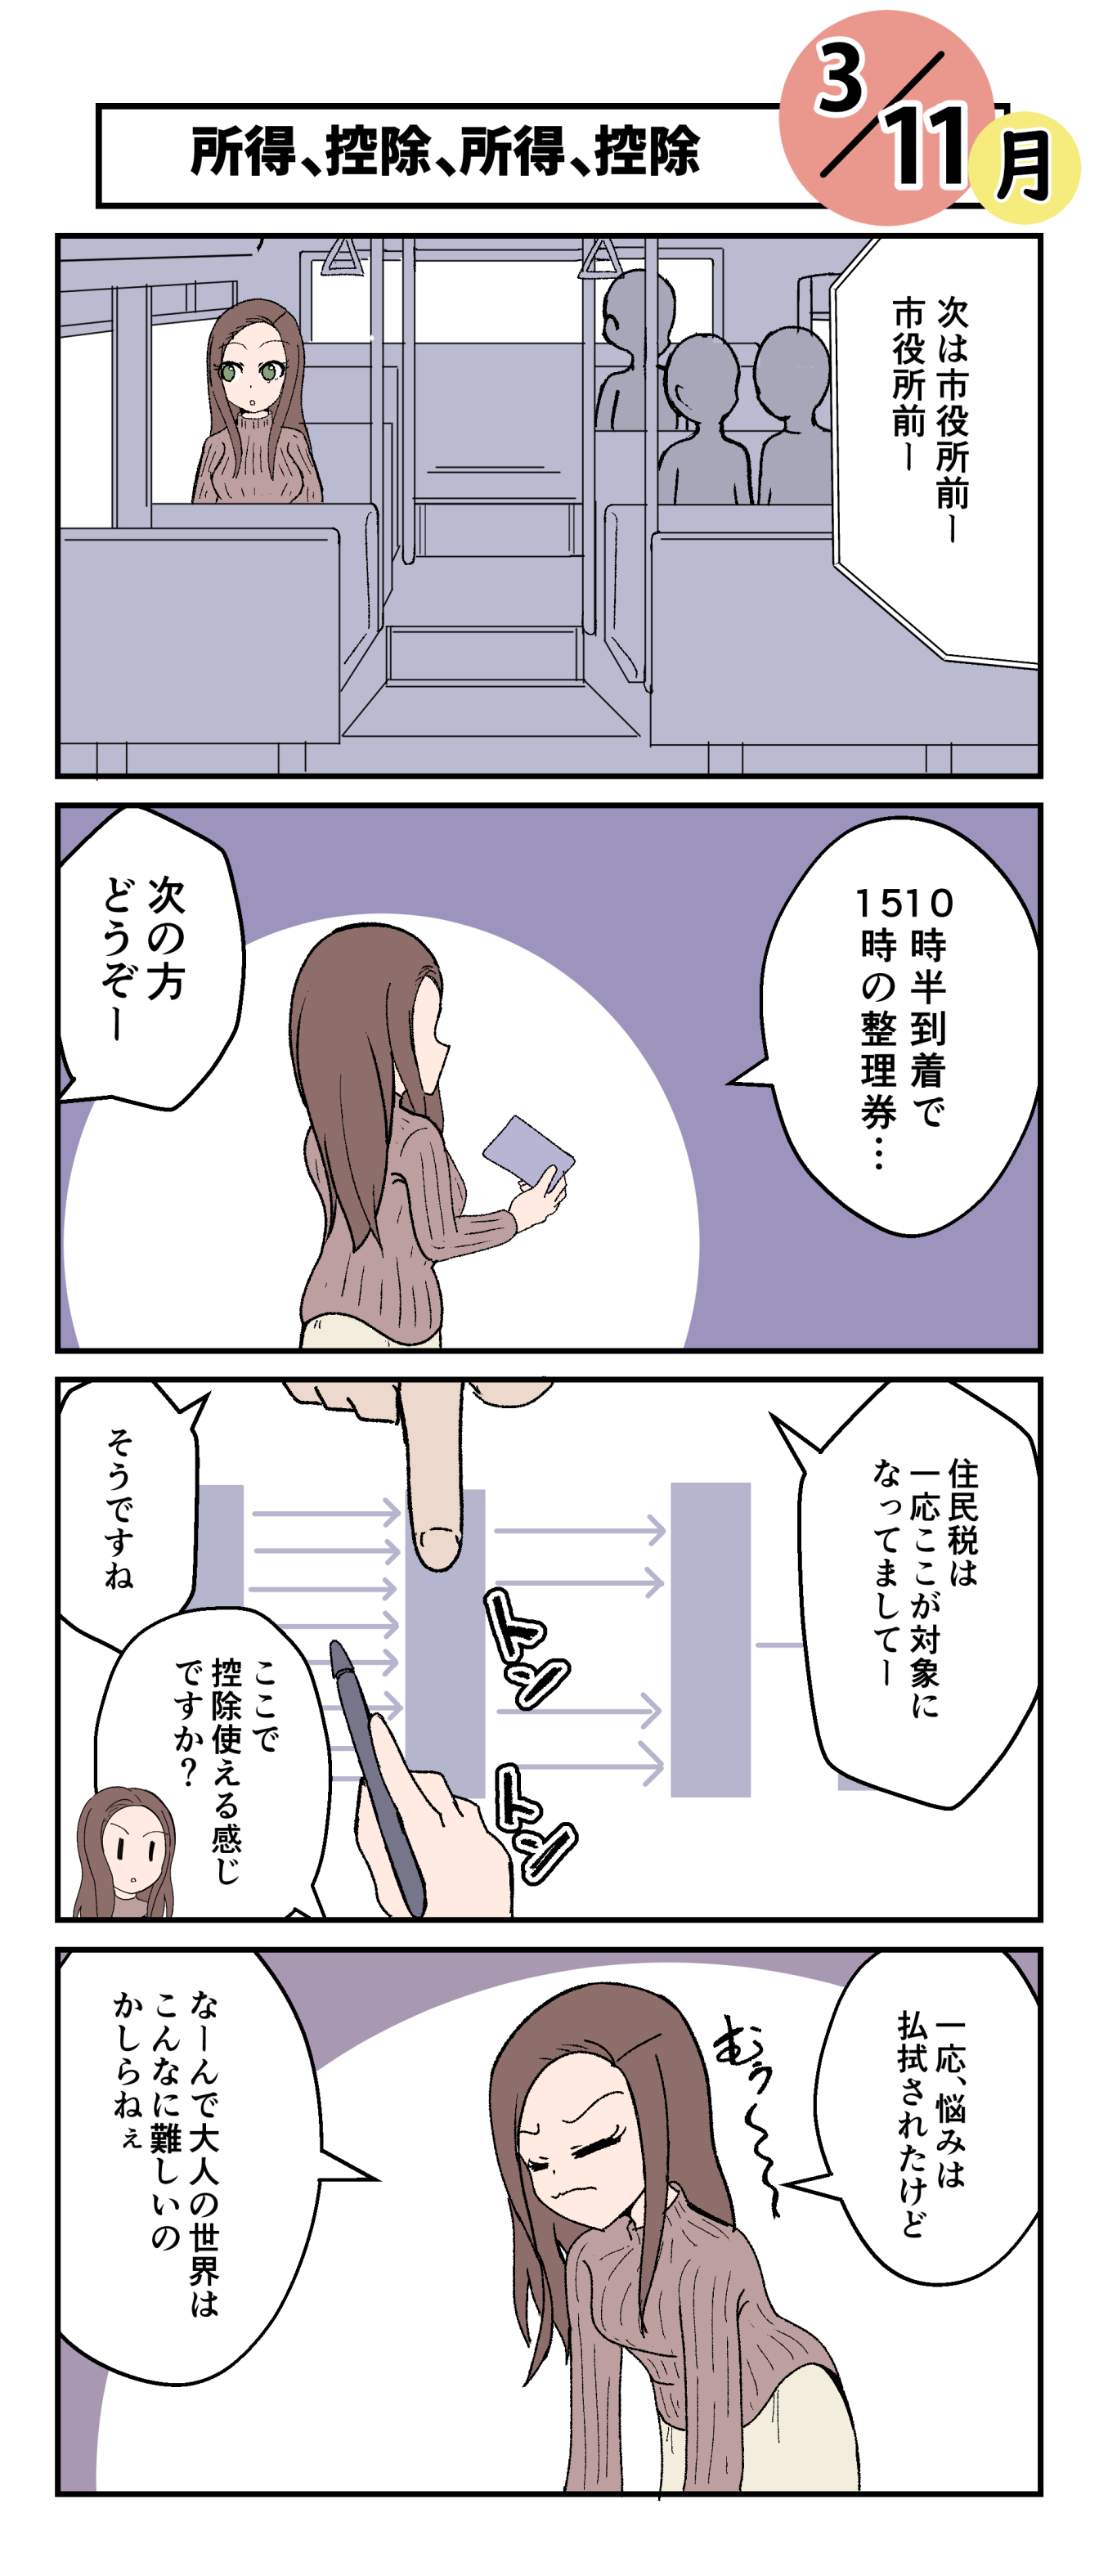 3/11
月
所得、控除、所得、控除
次は市役所前ー
市役所前ー
10時半到着で
15時の整理券…
次の方
どうぞー
住民税は
一応ここが対象に
なってましてー
そうですね
トン
トン
ここで
控除使える感じ
ですか？
一応、悩みは
払拭されたけど
むぅ〜
なーんで大人の世界は
こんなに難しいの
かしらねぇ